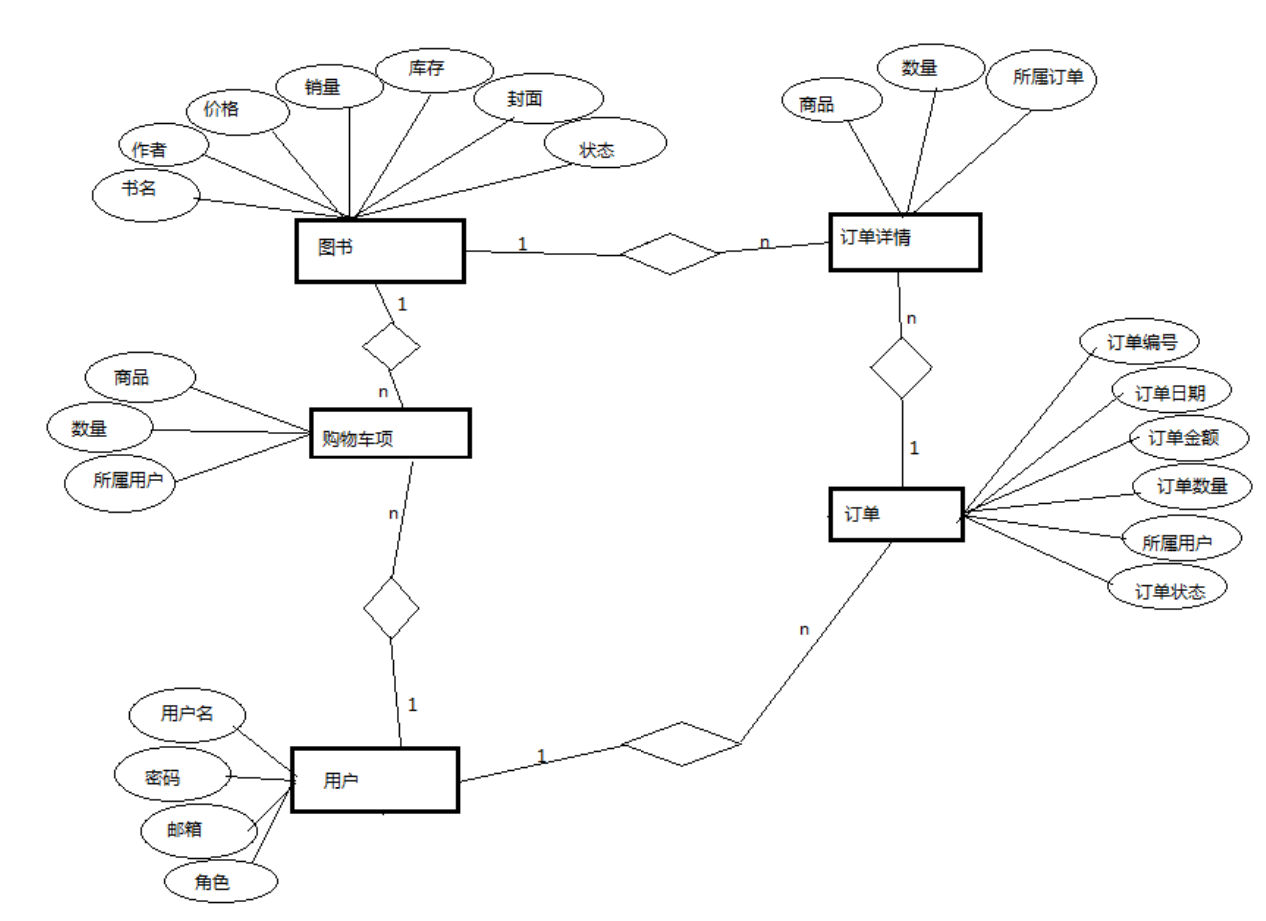 库存
数量
所属订单
销量
封面
商品
价格
作者
状态
书名
图书
1
n
订单详情
1
n
订单编号
商品
n
订单日期
数量
购物车项
订单金额
1
所属用户
订单数量
n
订单
所属用户
订单状态
n
1
用户名
1
密码
用户
邮箱
角色